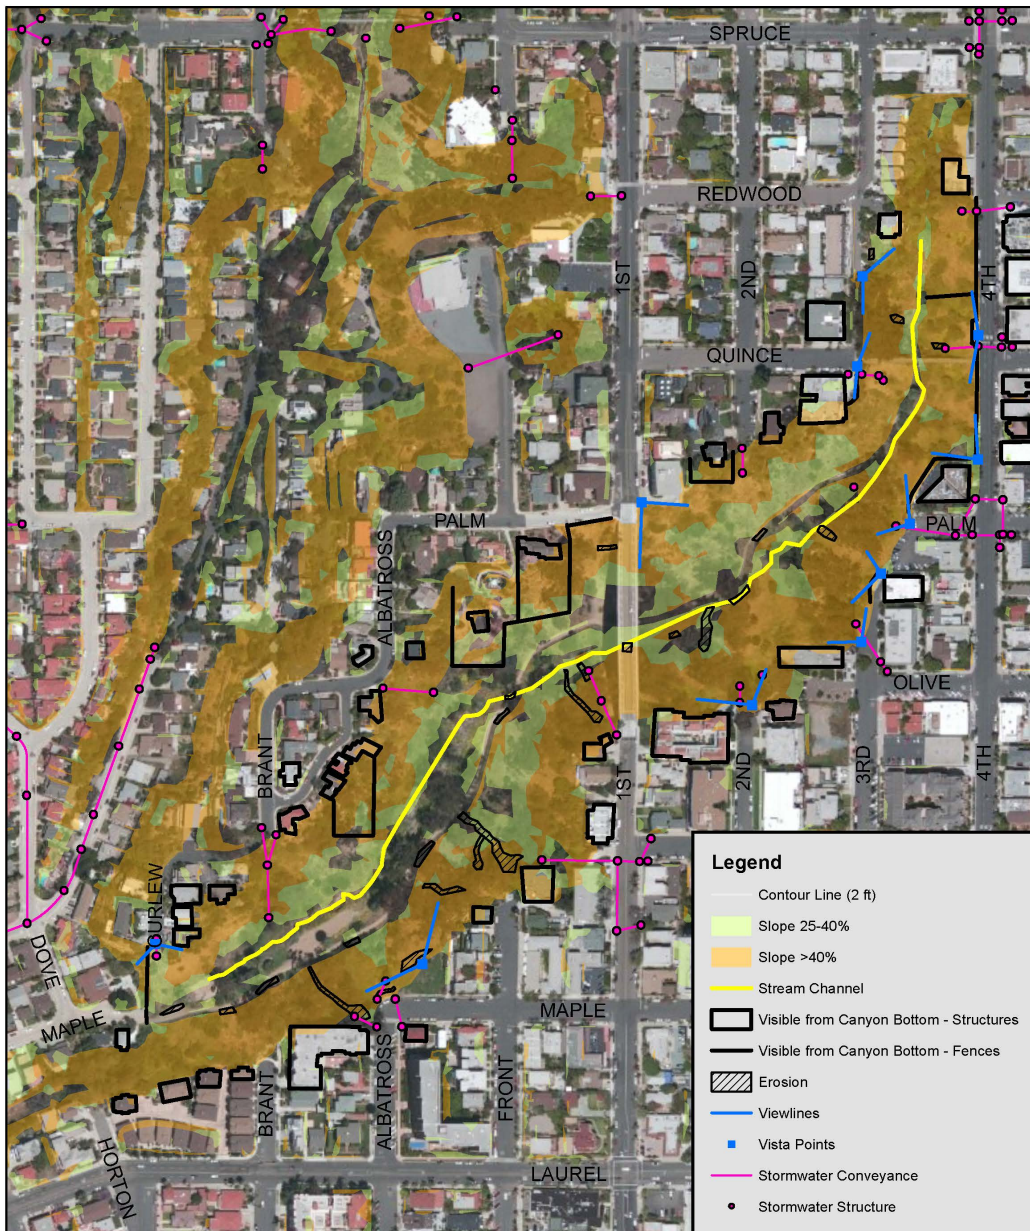 SPRUCE
REDWOOD
1ST
2ND
4TH
QUINCE
PALM
PALM
ALBATROSS
OLIVE
BRANT
1ST
2ND
3RD
4TH
CURLEW
DOVE
MAPLE
MAPLE
BRANT
ALBATROSS
FRONT
HORTON
LAUREL
Legend
Contour Line (2 ft)
Slope 25-40%
Slope >40%
Stream Channel
Visible from Canyon Bottom - Structures
Visible from Canyon Bottom - Fences
Erosion
Viewlines
Vista Points
Stormwater Conveyance
Stormwater Structure